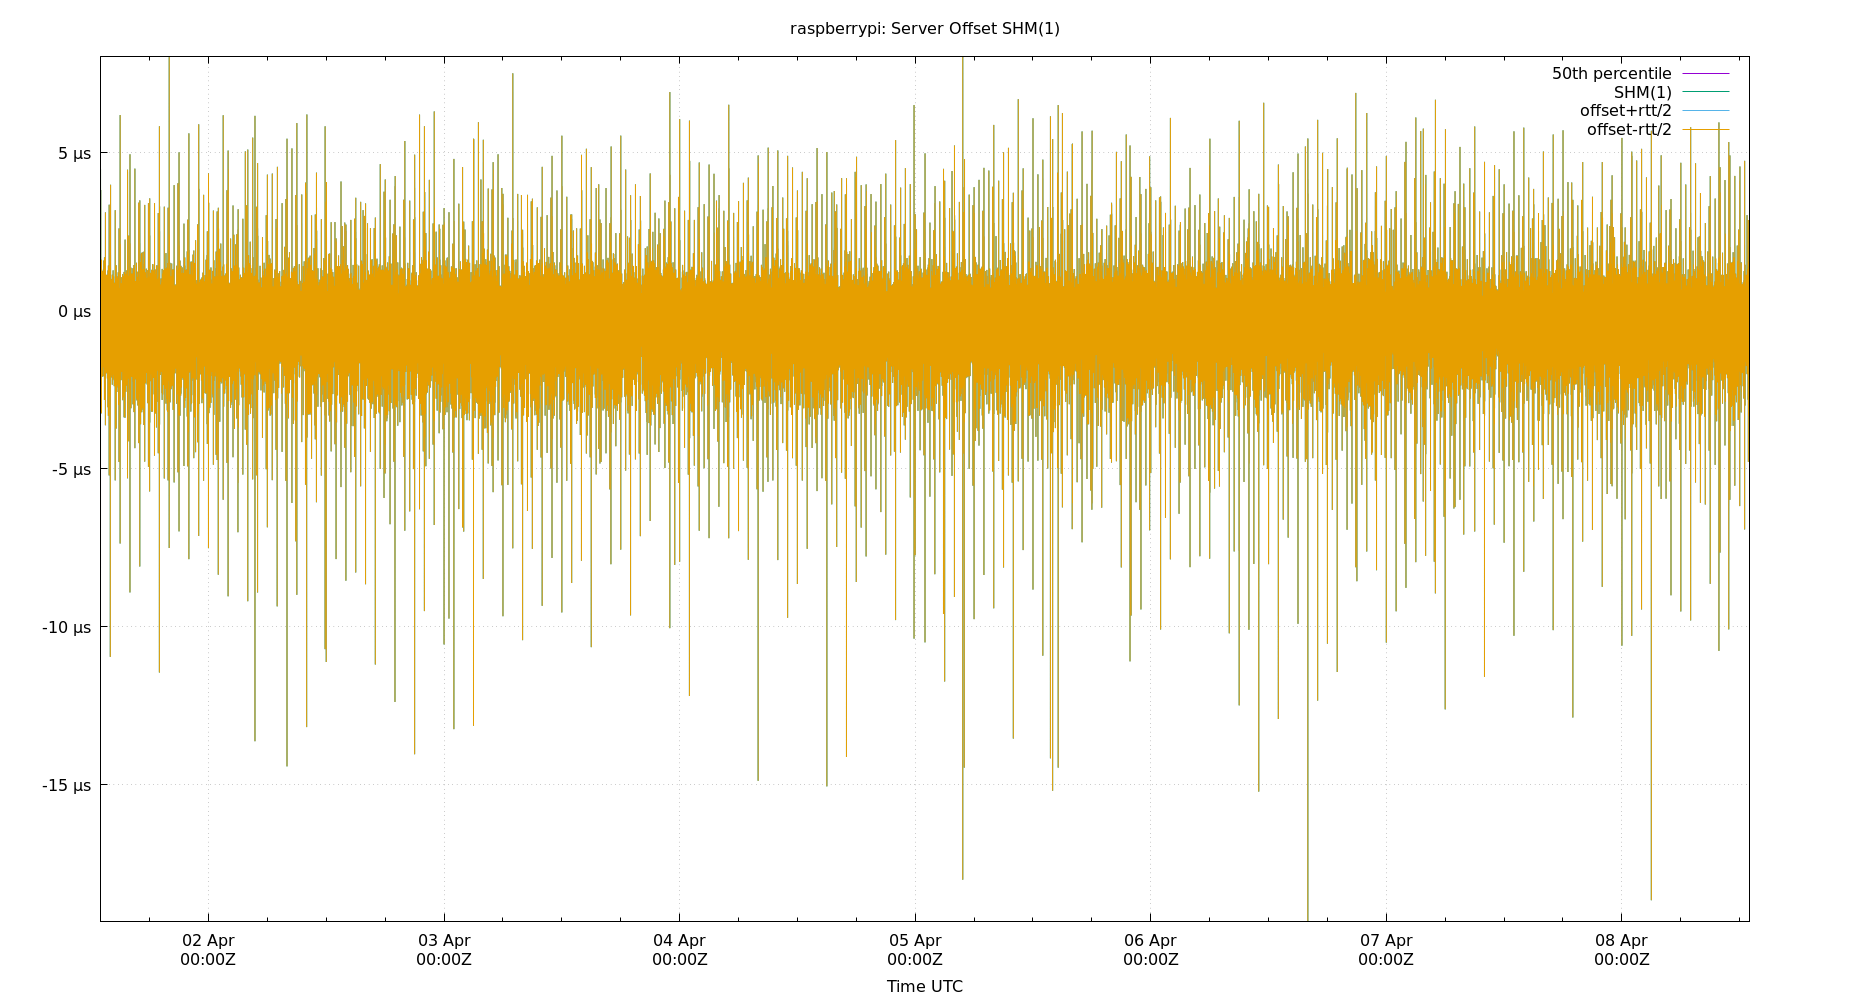 raspberrypi: Server Offset SHM(1)
50th percentile
SHM(1)
offset+rtt/2
offset-rtt/2
5 µs
0 µs
-5 µs
-10 µs
-15 µs
02 Apr 03 Apr 04 Apr 05 Apr 06 Apr 07 Apr 08 Apr
00:00Z 00:00Z 00:00Z 00:00Z 00:00Z 00:00Z 00:00Z
Time UTC